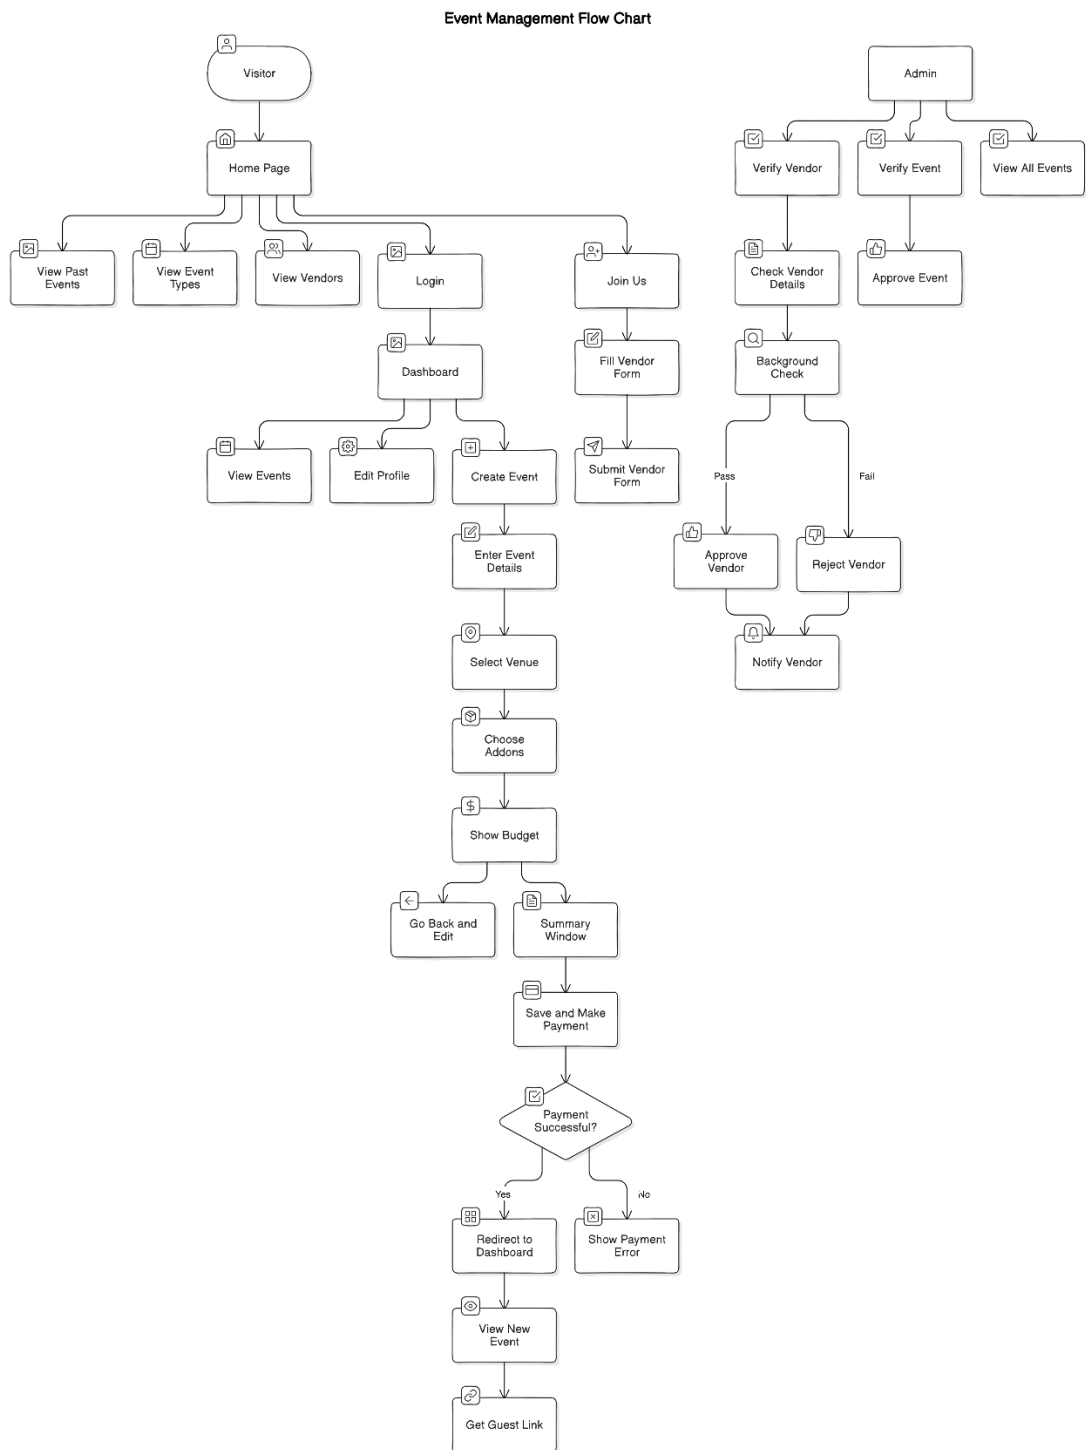 Event Management Flow Chart
Visitor
Admin
Home Page
Verify Vendor
Verify Event
View All Events
View Past
Events
View Event
Types
View Vendors
Login
Join Us
Check Vendor
Details
Approve Event
Dashboard
Fill Vendor
Form
Background
Check
View Events
Edit Profile
Create Event
Submit Vendor
Form
Pass
Fail
Enter Event
Details
Approve
Vendor
Reject Vendor
Select Venue
Notify Vendor
Choose
Addons
Show Budget
Go Back and
Edit
Summary
Window
Save and Make
Payment
Payment
Successful?
Yes
No
Redirect to
Dashboard
Show Payment
Error
View New
Event
Get Guest Link